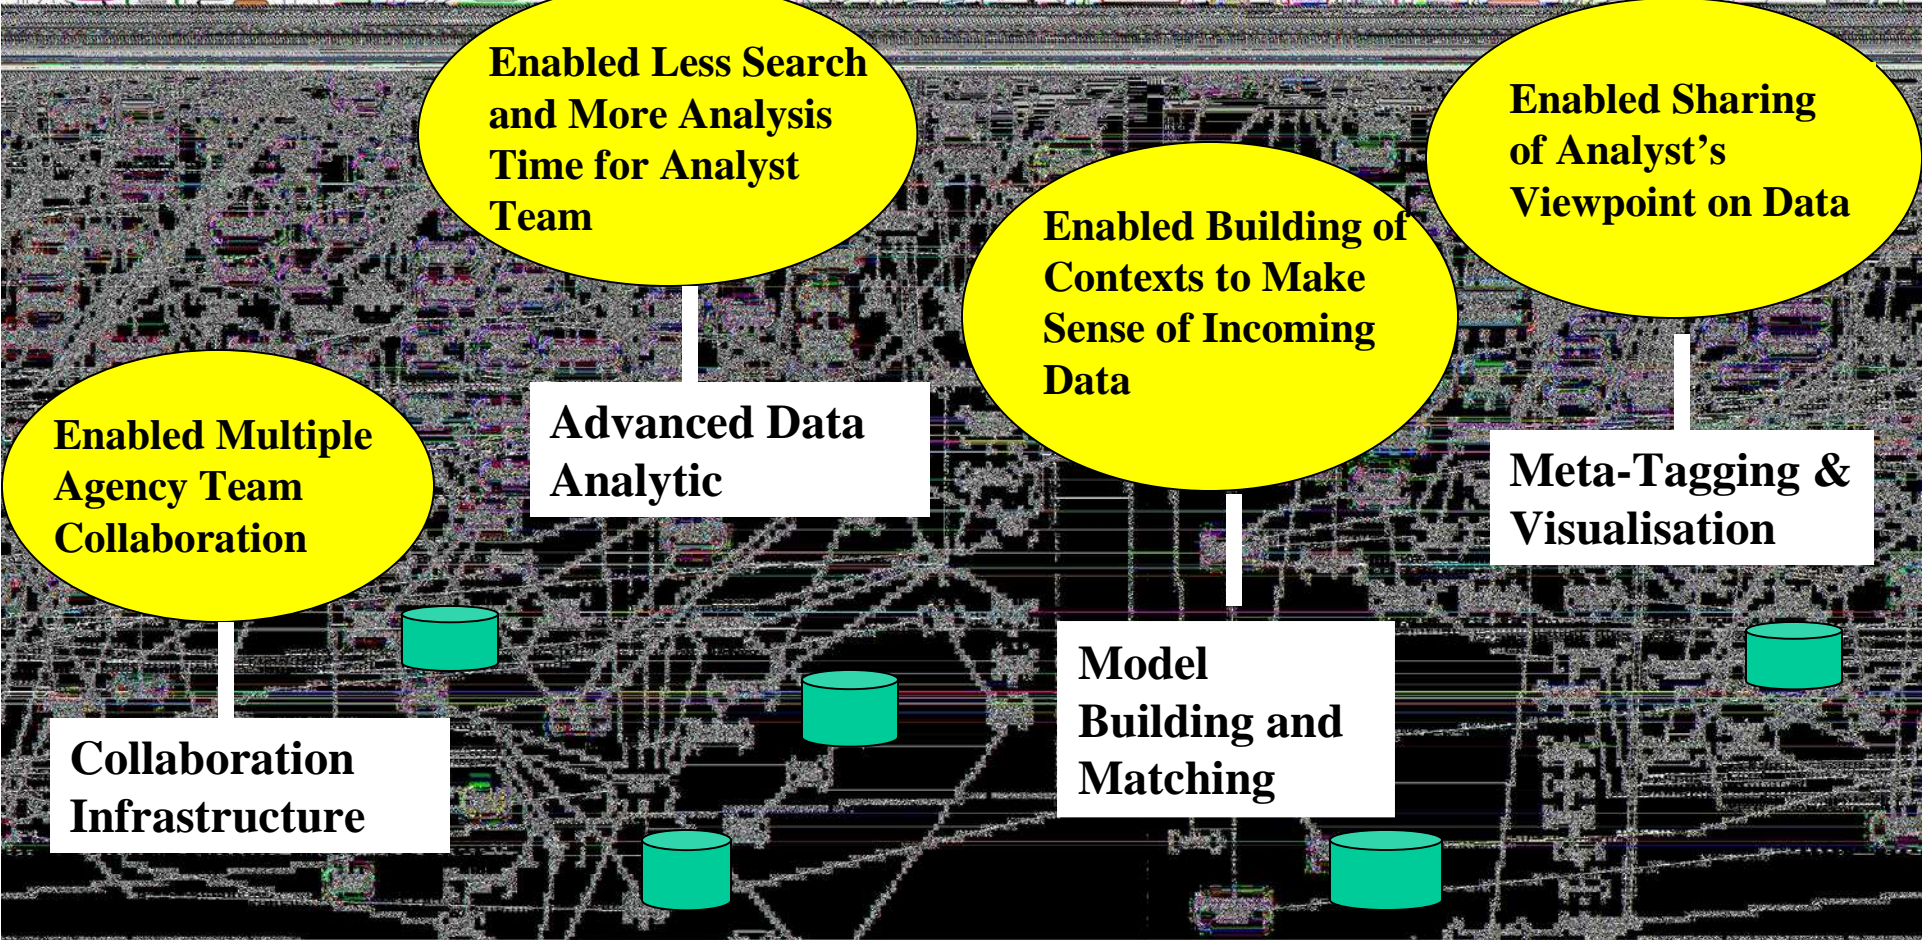 Enabled Less Search
and More Analysis
Time for Analyst
Team
Enabled Sharing
of Analyst’s
Viewpoint on Data
Enabled Building of
Contexts to Make
Sense of Incoming
Data
Enabled Multiple
Agency Team
Collaboration
Advanced Data
Analytic
Meta-Tagging &
Visualisation
Model
Building and
Matching
Collaboration
Infrastructure